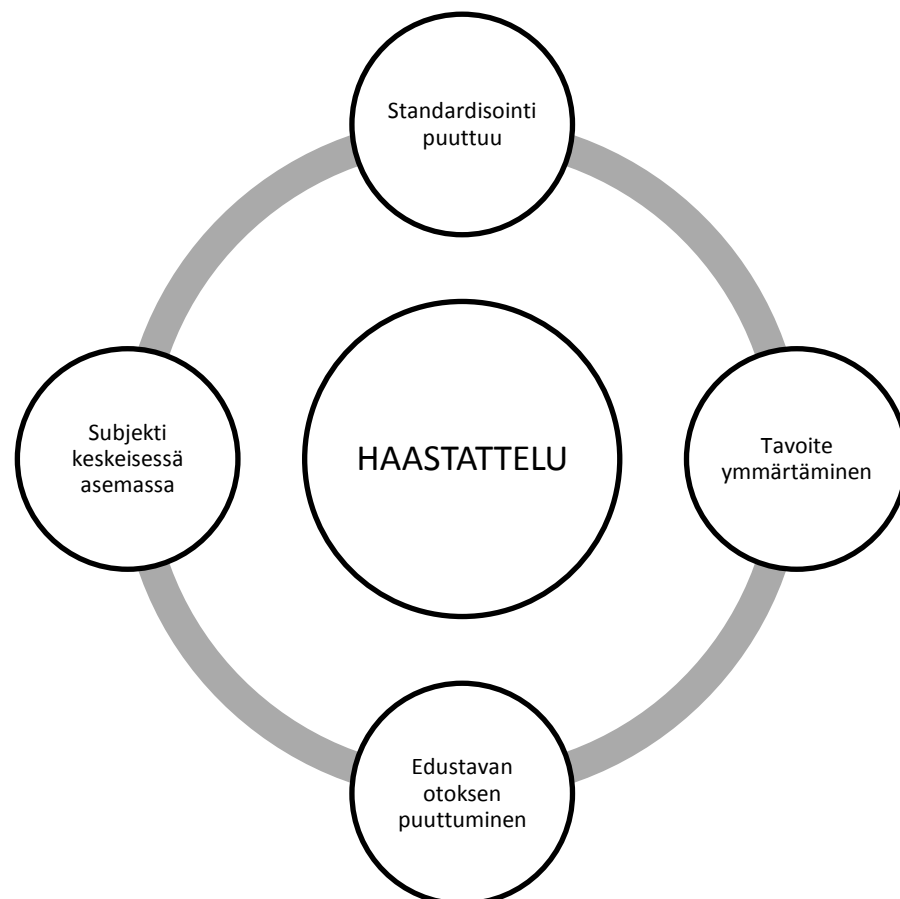 Standardisointi
puuttuu
Subjekti
keskeisessä
asemassa
HAASTATTELU
Tavoite
ymmärtäminen
Edustavan
otoksen
puuttuminen